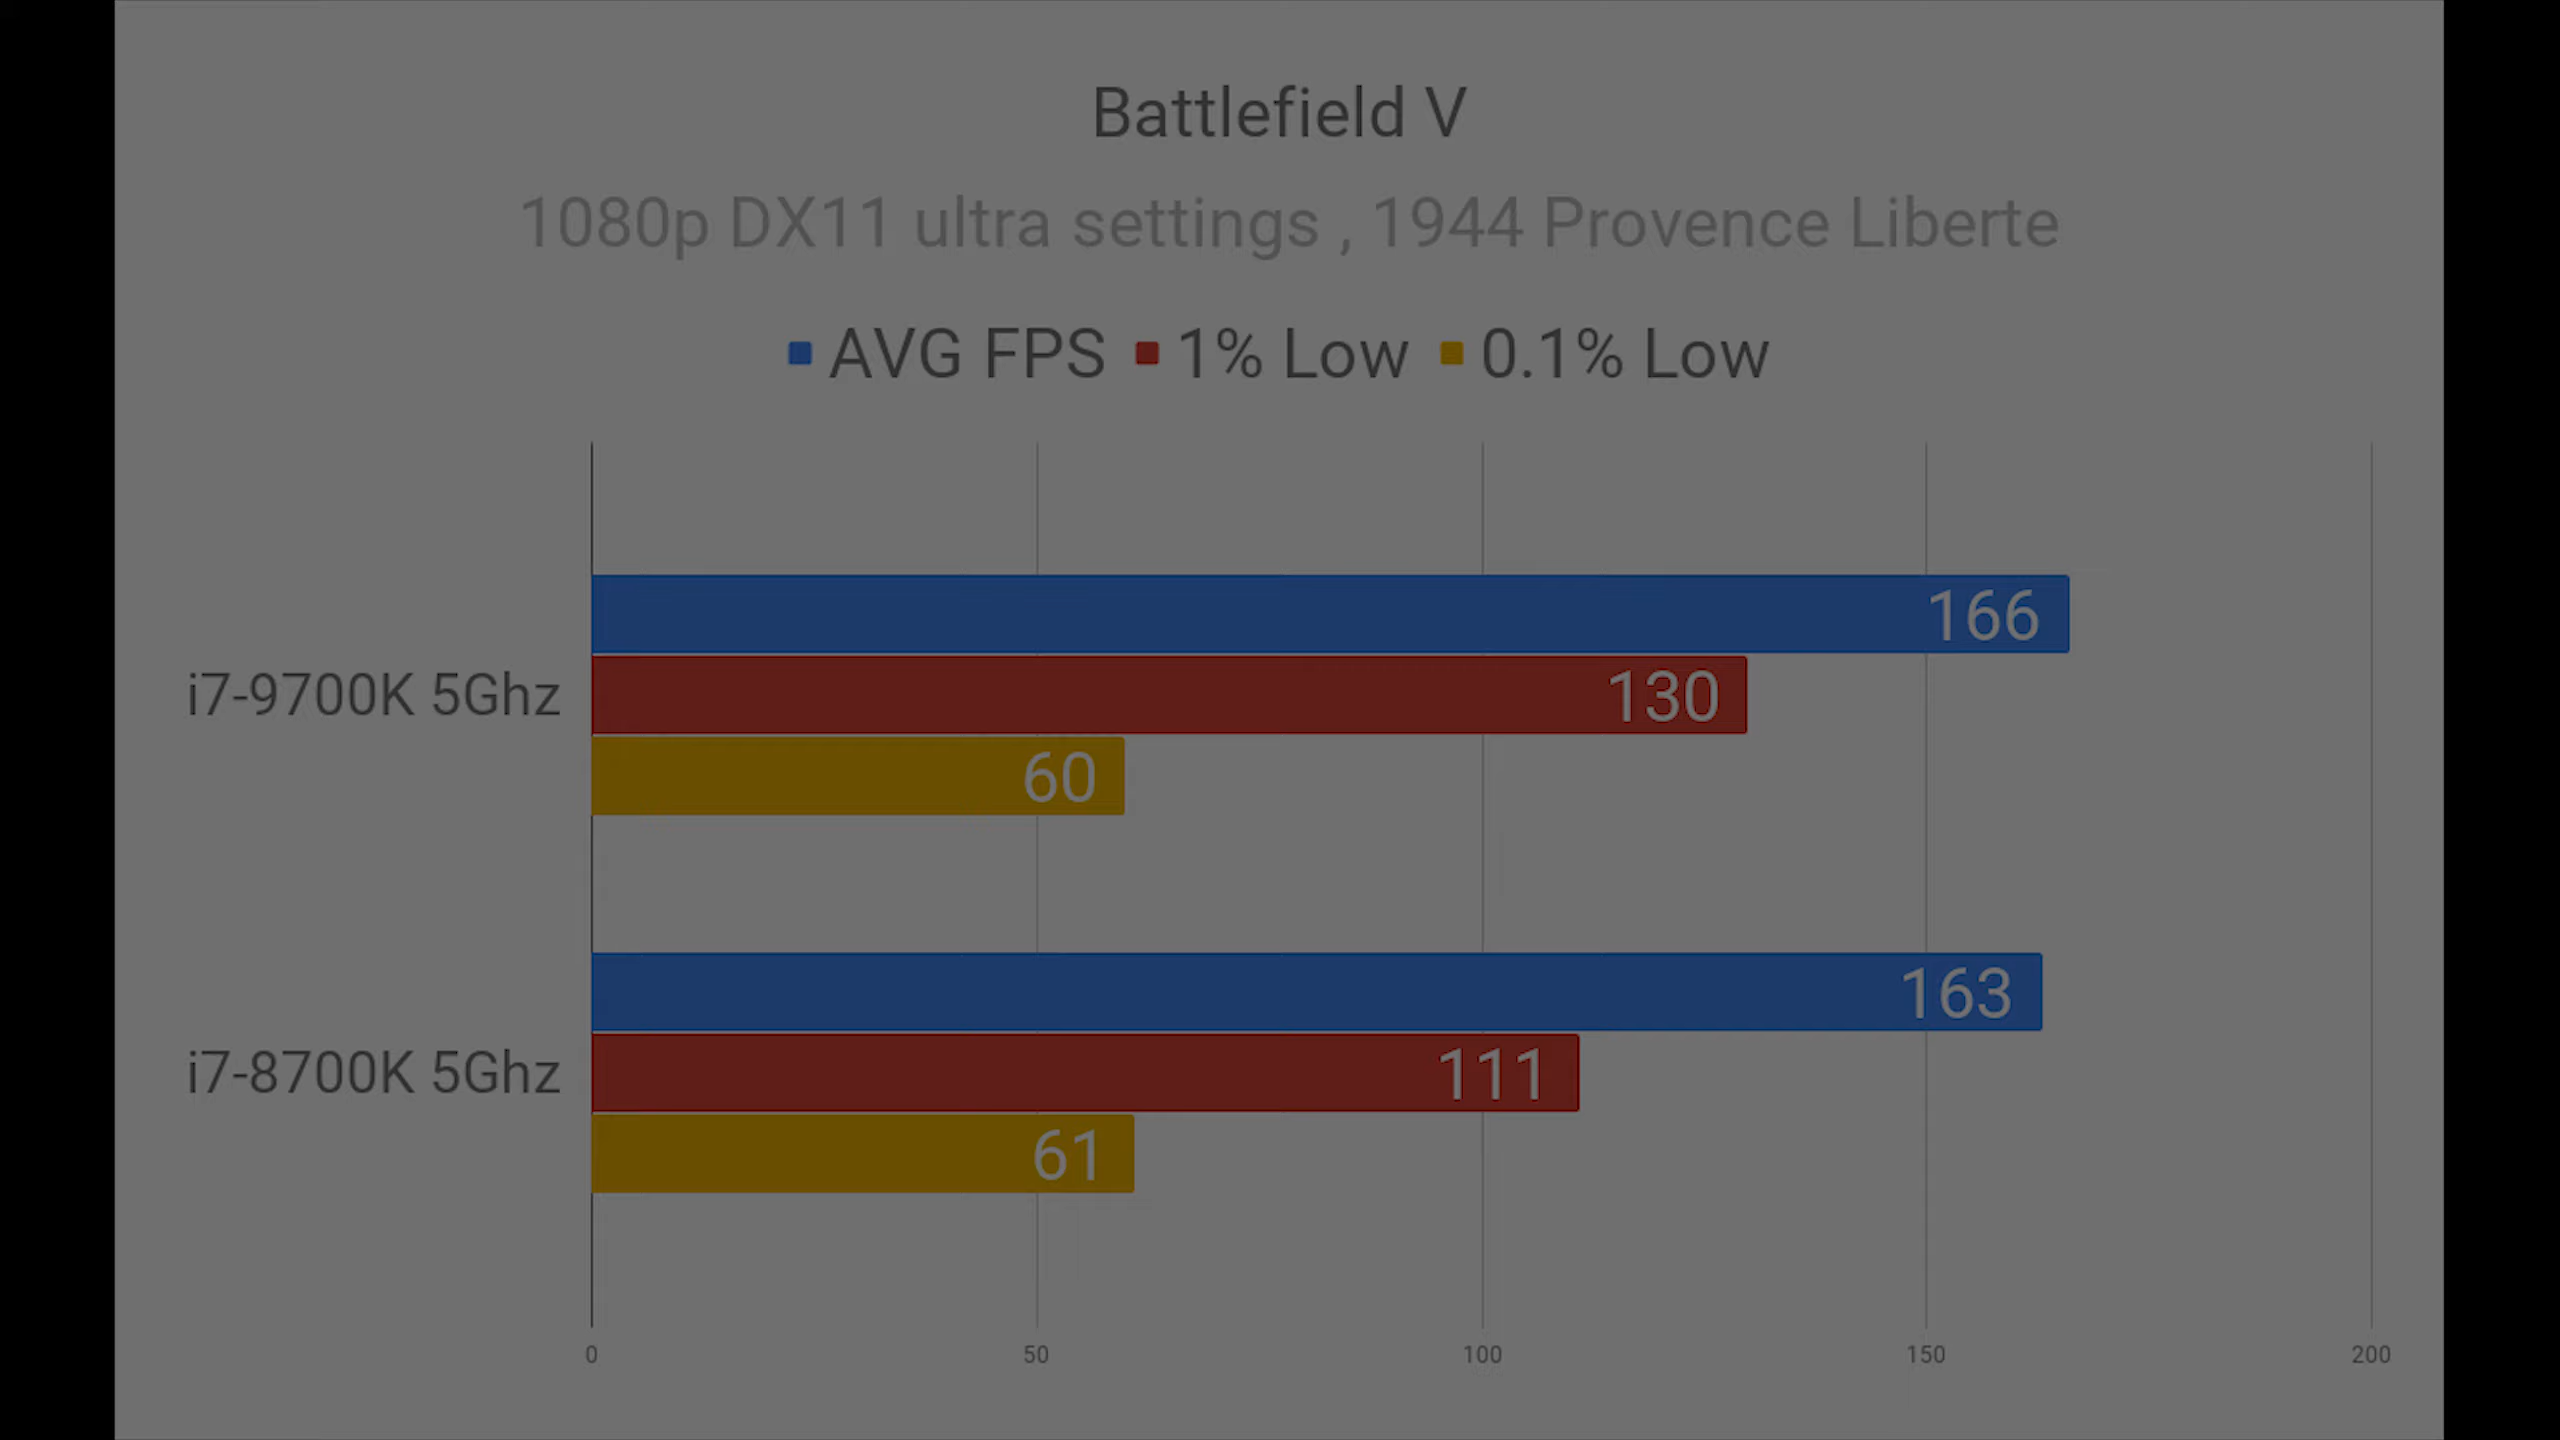 Battlefield V
1080p DX11 ultra settings , 1944 Provence Liberte
AVG FPS 1% Low 0.1% Low
166
i7-9700K 5Ghz 130
60
163
i7-8700K 5Ghz 111
61
0 50 100 150 200